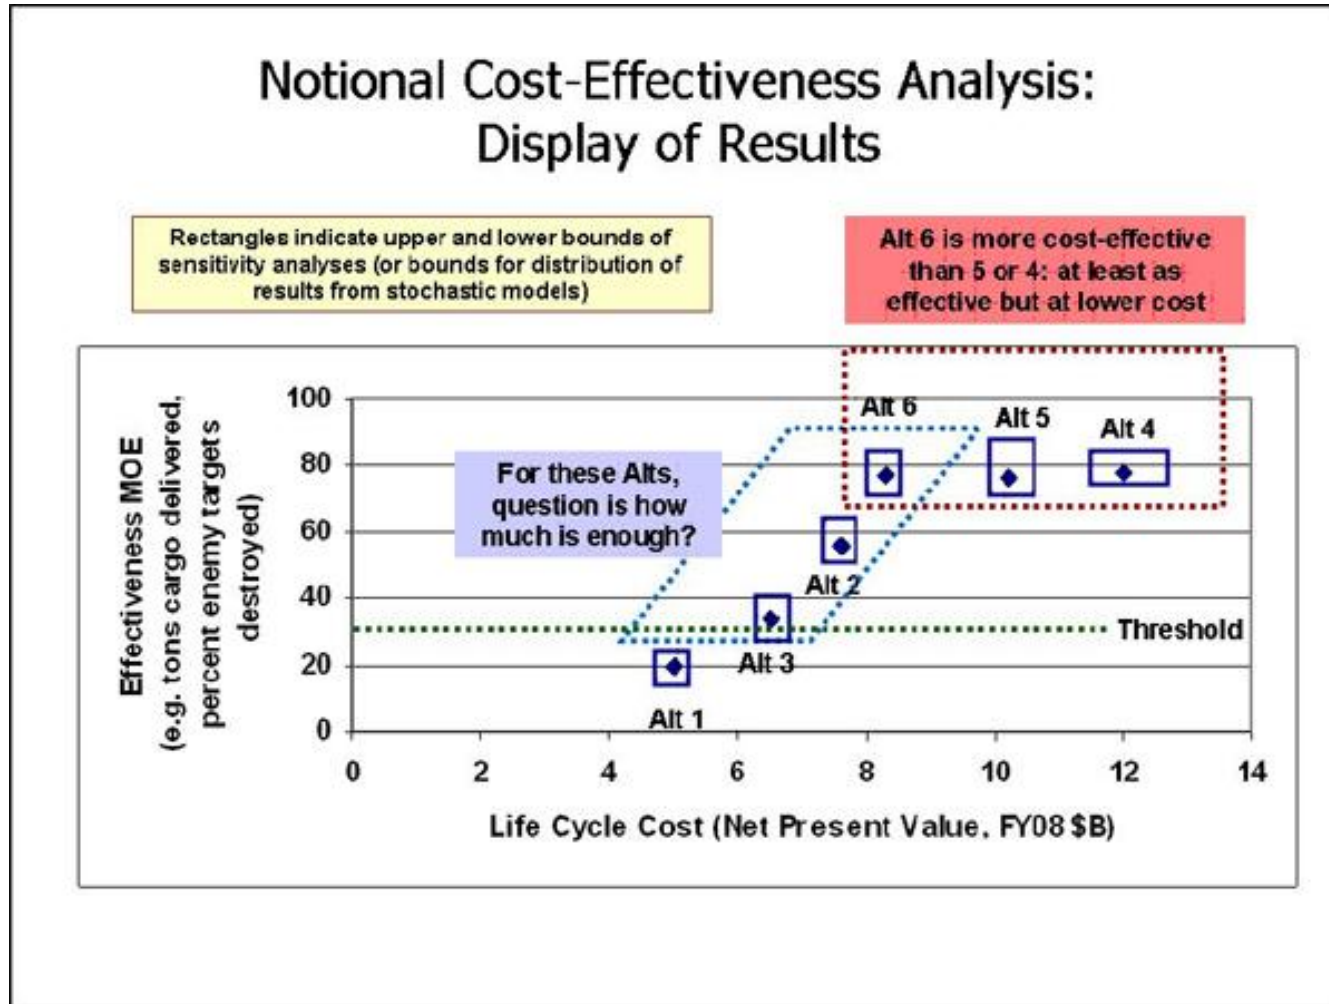 Notional Cost-Effectiveness Analysis:
Display of Results
Rectangles indicate upper and lower bounds of
sensitivity analyses (or bounds for distribution of
results from stochastic models)
Alt 6 is more cost-effective
than 5 or 4: at least as
effective but at lower cost
Effectiveness MOE
(e.g. tons cargo delivered,
percent enemy targets
destroyed)
100
80
60
40
20
0
For these Alts,
question is how
much is enough?
Alt 6
Alt 5
Alt 4
Alt 2
Threshold
Alt 3
Alt 1
0 2 4 6 8 10 12 14
Life Cycle Cost (Net Present Value, FY08 $B)